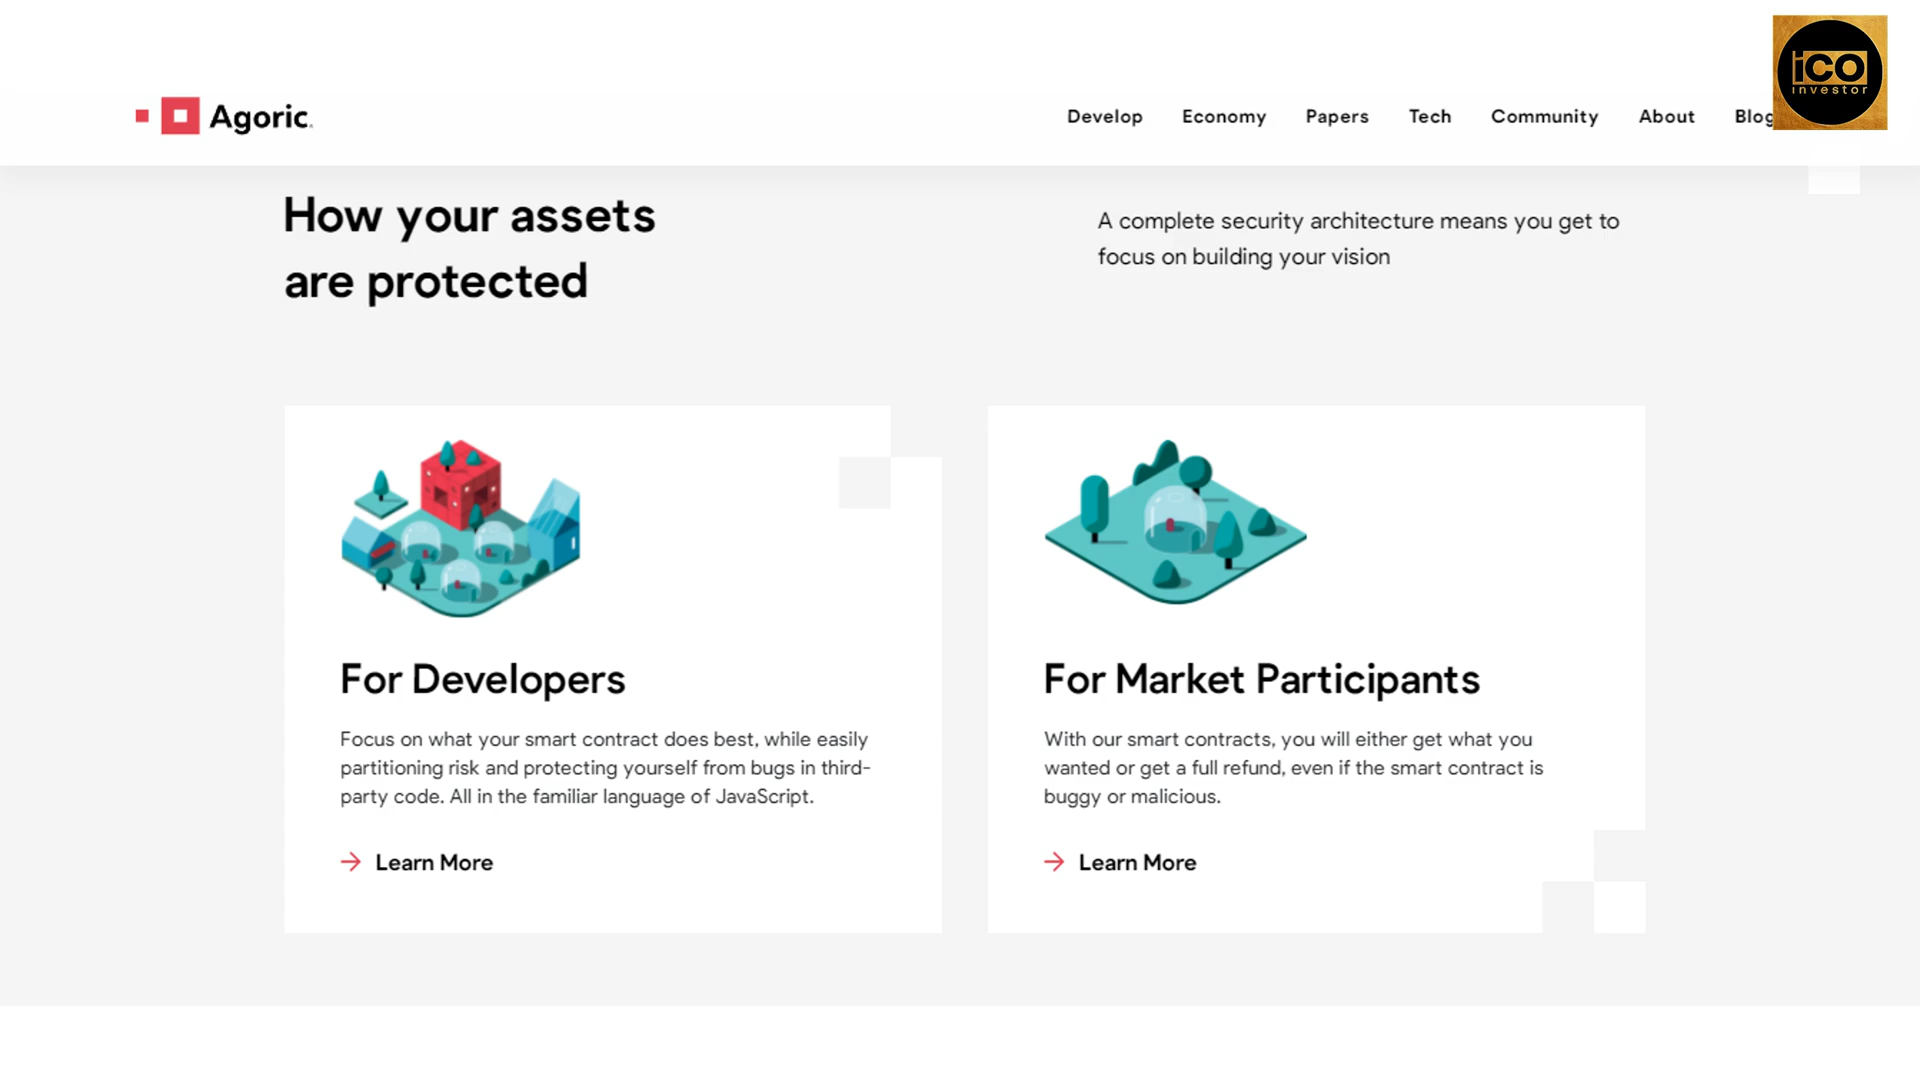 iCO
investor
Agoric
Develop Economy Papers Tech Community About Blog
How your assets
are protected
A complete security architecture means you get to
focus on building your vision
For Developers
Focus on what your smart contract does best, while easily
partitioning risk and protecting yourself from bugs in third-
party code. All in the familiar language of JavaScript.
Learn More
For Market Participants
With our smart contracts, you will either get what you
wanted or get a full refund, even if the smart contract is
buggy or malicious.
Learn More